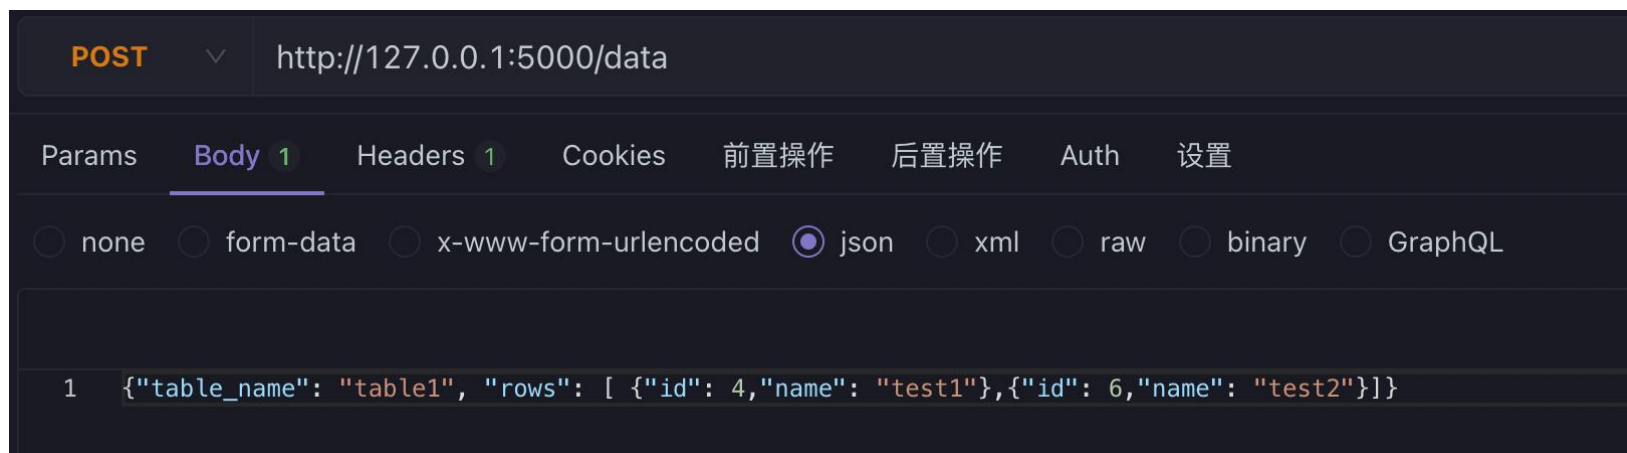 POST http://127.0.0.1:5000/data
Params Body 1 Headers 1 Cookies 前置操作 后置操作 Auth 设置
none form-data x-www-form-urlencoded json xml raw binary GraphQL
1 {"table_name": "table1", "rows": [ {"id": 4,"name": "test1"},{"id": 6,"name": "test2"}]}